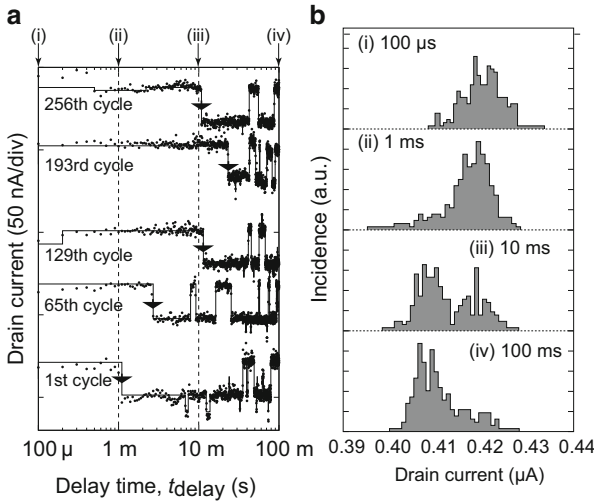 a
(i) (ii) (iii) (iv)
Drain current (50 nA/div)
256th cycle
193rd cycle
129th cycle
65th cycle
1st cycle
100 μ 1 m 10 m 100 m
Delay time, tdelay (s)
b
Incidence (a.u.)
(i) 100 μs
(ii) 1 ms
(iii) 10 ms
(iv) 100 ms
0.39 0.40 0.41 0.42 0.43 0.44
Drain current (μA)